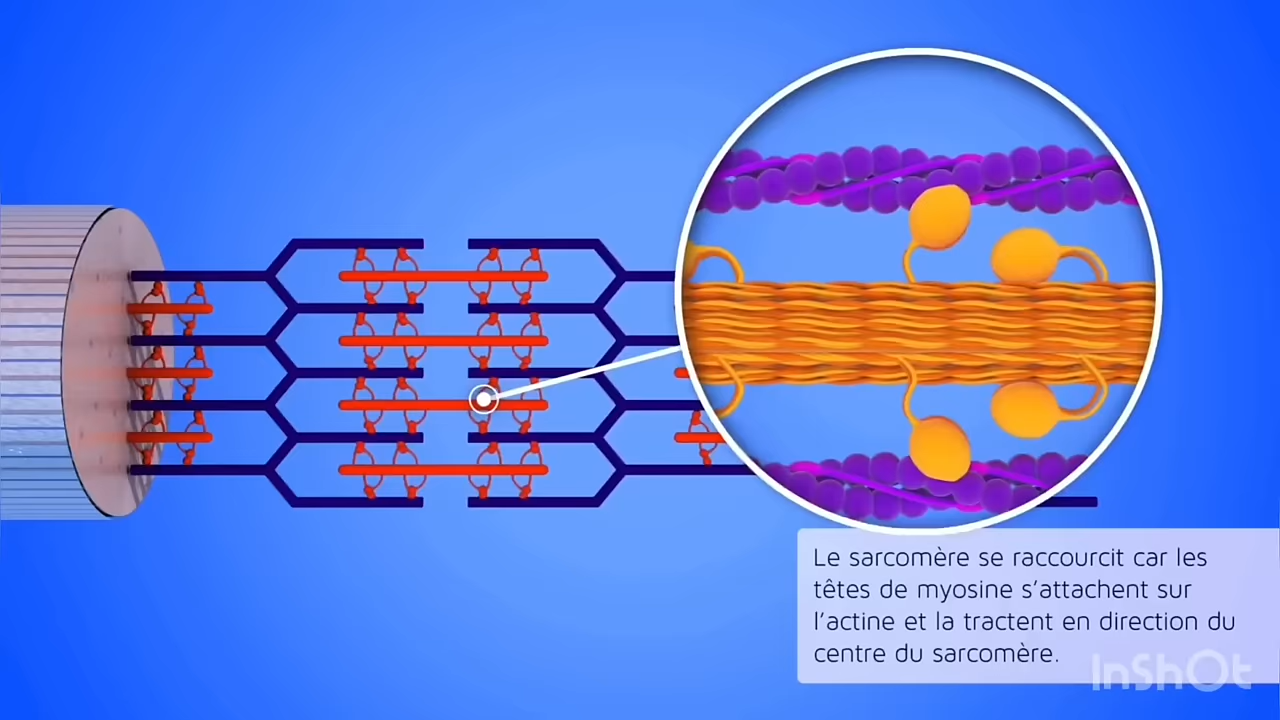 Le sarcomère se raccourcit car les
têtes de myosine s'attachent sur
l'actine et la tractent en direction du
centre du sarcomère.
InShOt